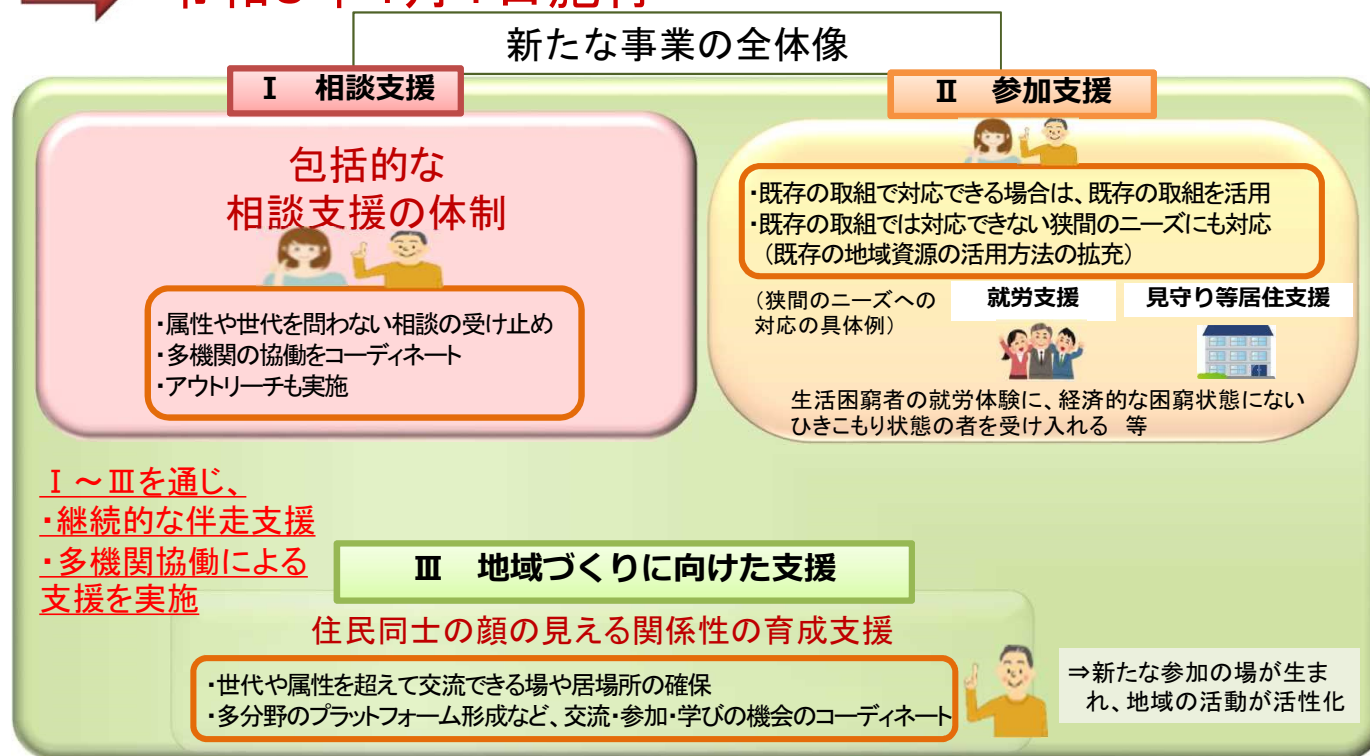 新たな事業の全体像
Ⅰ 相談支援
包括的な
相談支援の体制
・属性や世代を問わない相談の受け止め
・多機関の協働をコーディネート
・アウトリーチも実施
Ⅱ 参加支援
・既存の取組で対応できる場合は、既存の取組を活用
・既存の取組では対応できない狭間のニーズにも対応
（既存の地域資源の活用方法の拡充）
（狭間のニーズへの
対応の具体例）
就労支援
見守り等居住支援
生活困窮者の就労体験に、経済的な困窮状態にない
ひきこもり状態の者を受け入れる 等
Ⅰ～Ⅲを通じ、
・継続的な伴走支援
・多機関協働による
支援を実施
Ⅲ 地域づくりに向けた支援
住民同士の顔の見える関係性の育成支援
・世代や属性を超えて交流できる場や居場所の確保
・多分野のプラットフォーム形成など、交流・参加・学びの機会のコーディネート
⇒新たな参加の場が生ま
れ、地域の活動が活性化